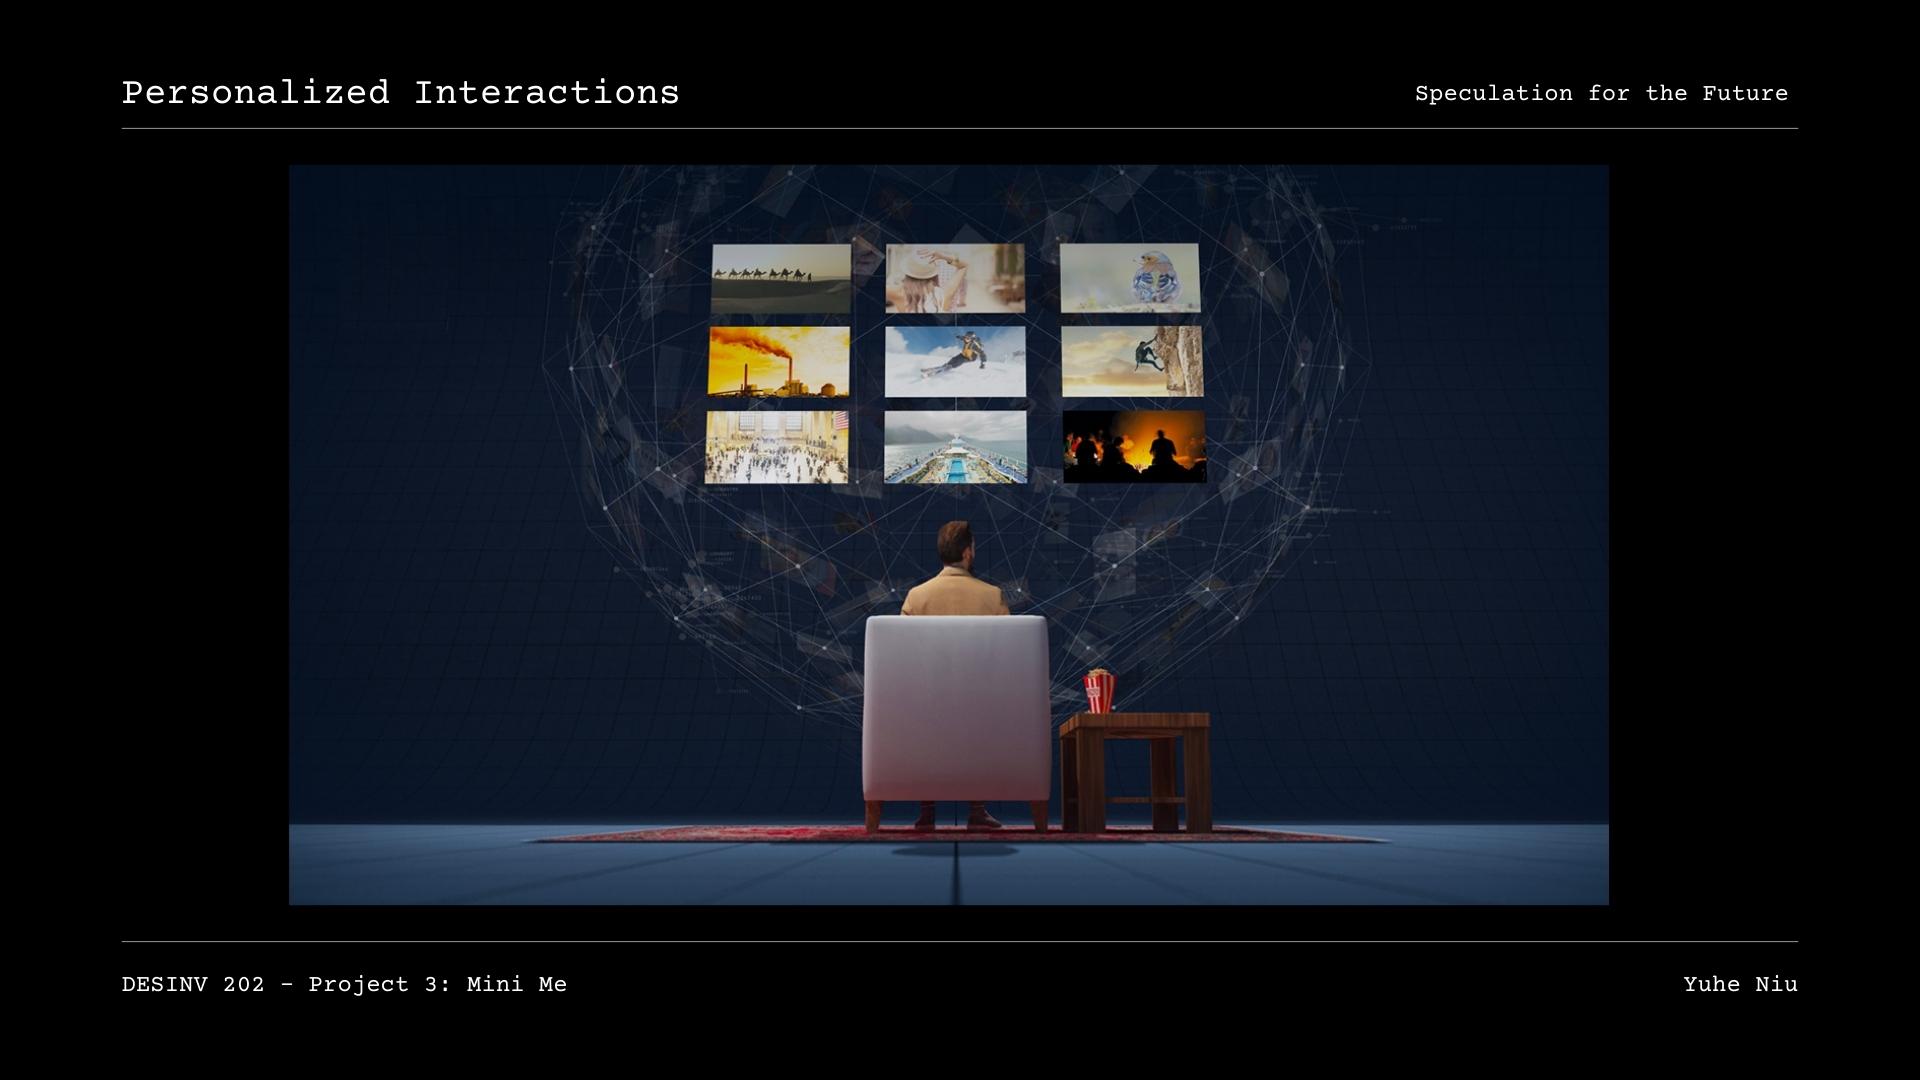 Personalized Interactions
Speculation for the Future
DESINV 202 - Project 3: Mini Me
Yuhe Niu